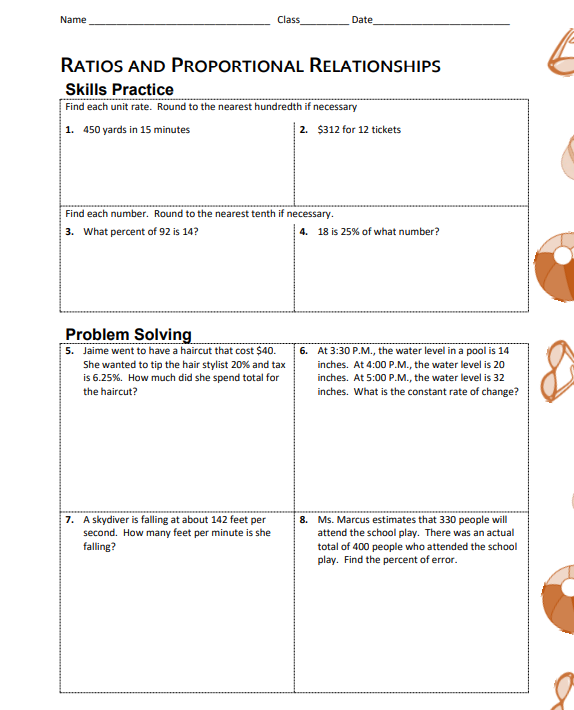 Name ___________________________________ Class_________ Date__________________________
RATIOS AND PROPORTIONAL RELATIONSHIPS
Skills Practice
Find each unit rate. Round to the nearest hundredth if necessary
1. 450 yards in 15 minutes
2. $312 for 12 tickets
Find each number. Round to the nearest tenth if necessary.
3. What percent of 92 is 14?
4. 18 is 25% of what number?
Problem Solving
5. Jaime went to have a haircut that cost $40.
She wanted to tip the hair stylist 20% and tax
is 6.25%. How much did she spend total for
the haircut?
6. At 3:30 P.M., the water level in a pool is 14
inches. At 4:00 P.M., the water level is 20
inches. At 5:00 P.M., the water level is 32
inches. What is the constant rate of change?
7. A skydiver is falling at about 142 feet per
second. How many feet per minute is she
falling?
8. Ms. Marcus estimates that 330 people will
attend the school play. There was an actual
total of 400 people who attended the school
play. Find the percent of error.